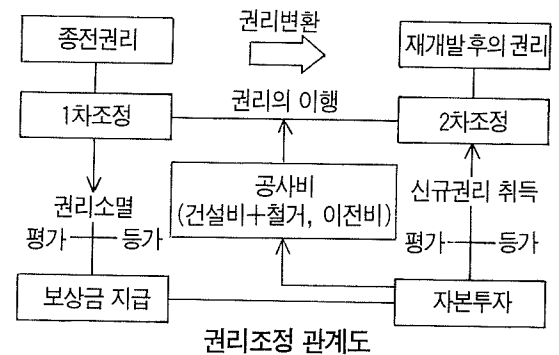 종전권리
권리변환
재개발 후의 권리
1차조정
권리의 이행
2차조정
공사비
(건설비+철거, 이전비)
권리소멸
신규권리 취득
평가 등가
평가 등가
보상금 지급
자본투자
권리조정 관계도